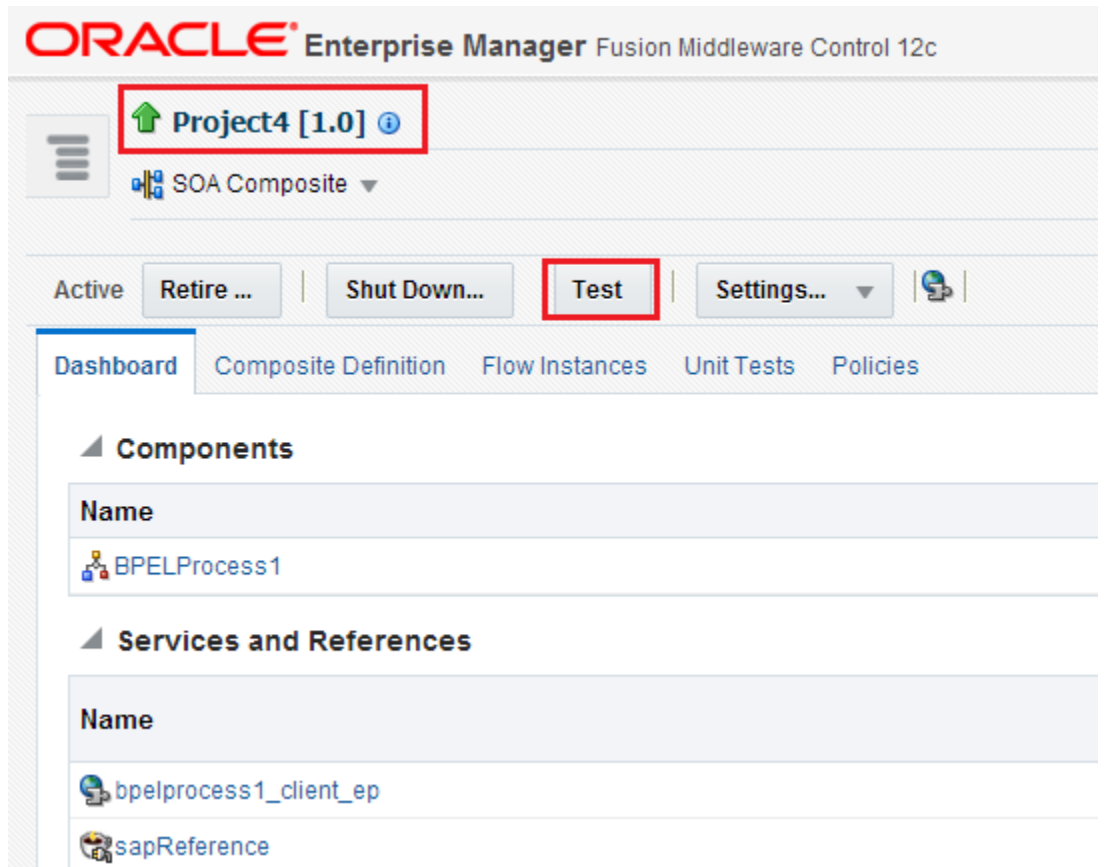 ORACLE Enterprise Manager Fusion Middleware Control 12c
Project4 [1.0]
SOA Composite
Active Retire ... Shut Down... Test Settings...
Dashboard Composite Definition Flow Instances Unit Tests Policies
Components
Name
BPELProcess1
Services and References
Name
bpelprocess1_client_ep
sapReference